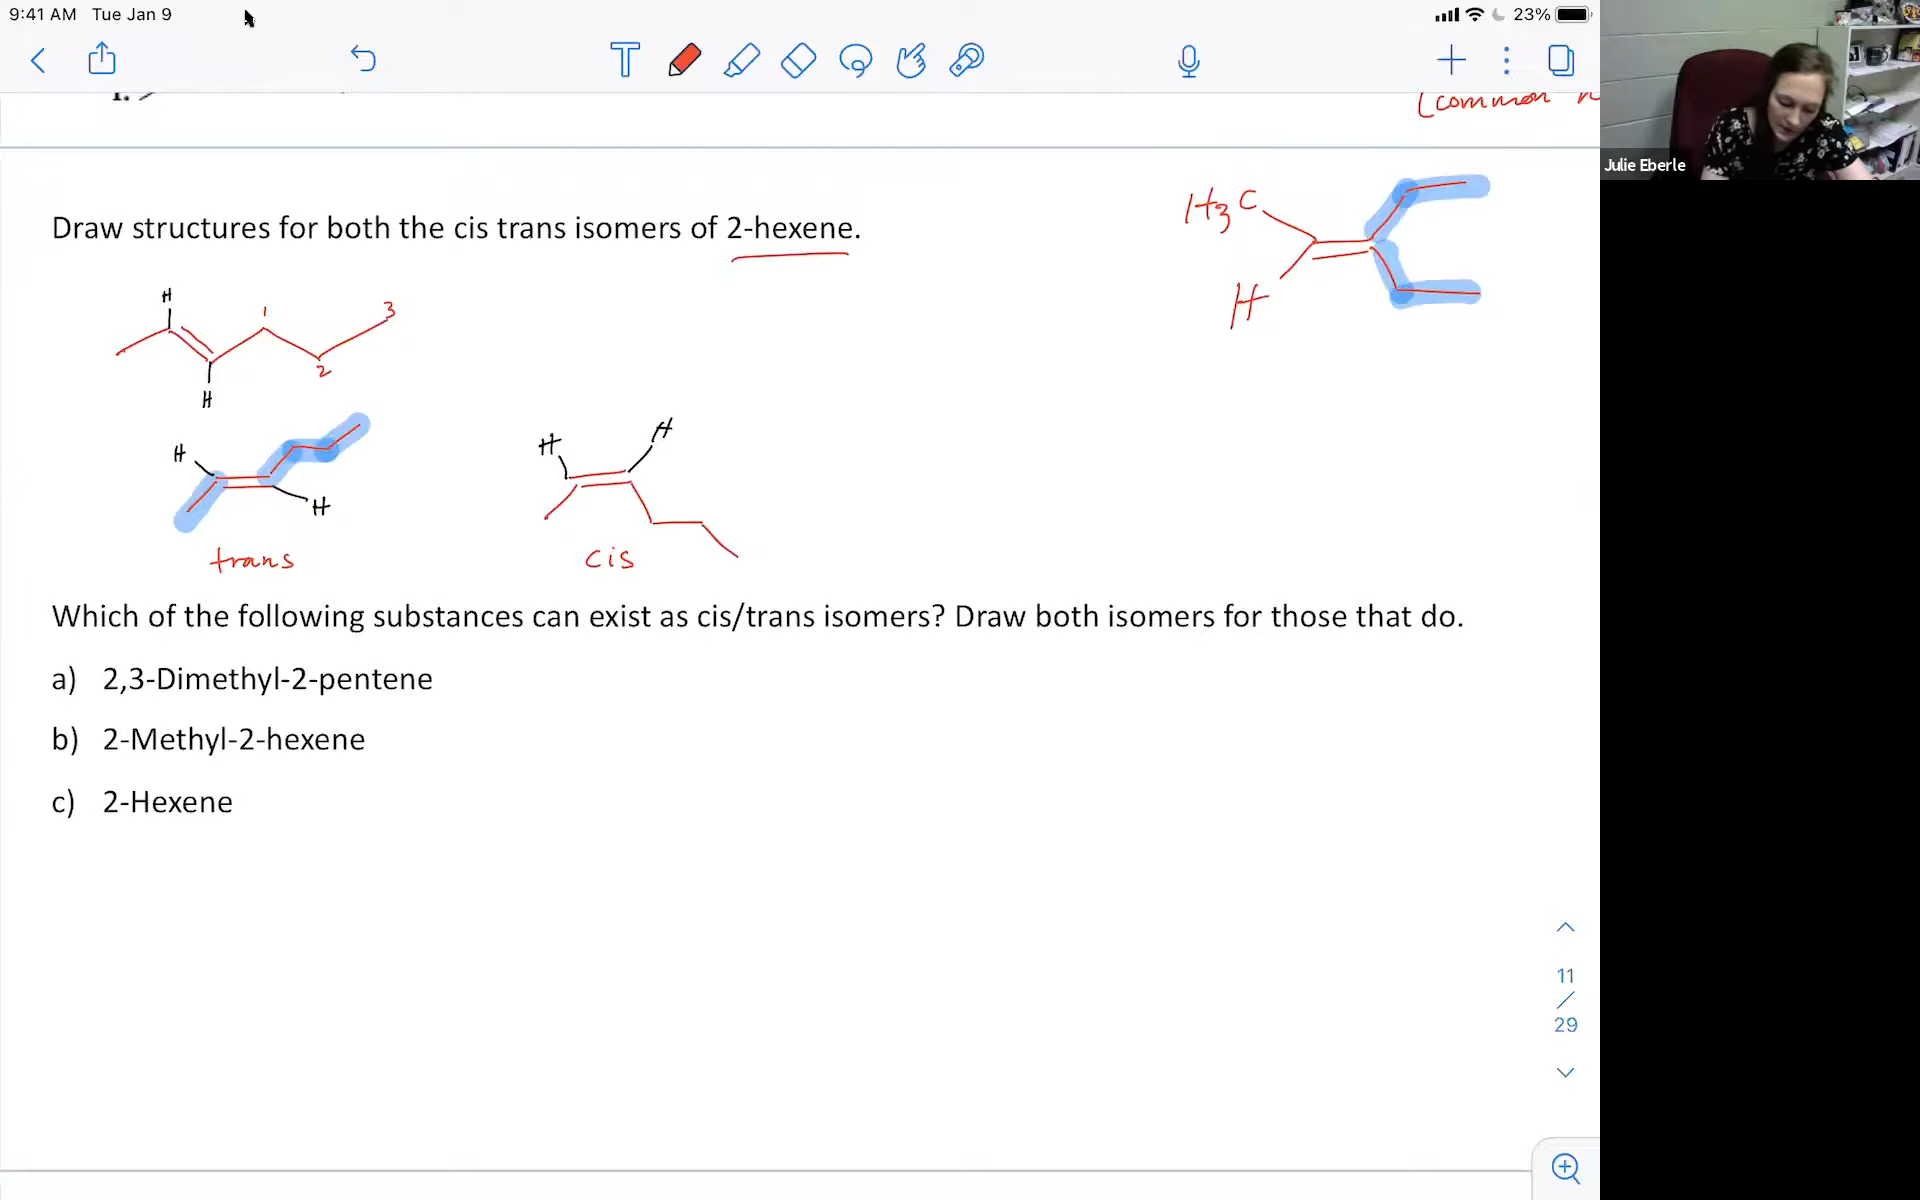 9:41 AM Tue Jan 9
23%
Julie Eberle
1.
(common
Draw structures for both the cis trans isomers of 2-hexene.
H3C
H
H
1
3
2
H
H
H
trans
H
H
cis
Which of the following substances can exist as cis/trans isomers? Draw both isomers for those that do.
a) 2,3-Dimethyl-2-pentene
b) 2-Methyl-2-hexene
c) 2-Hexene
11
/
29